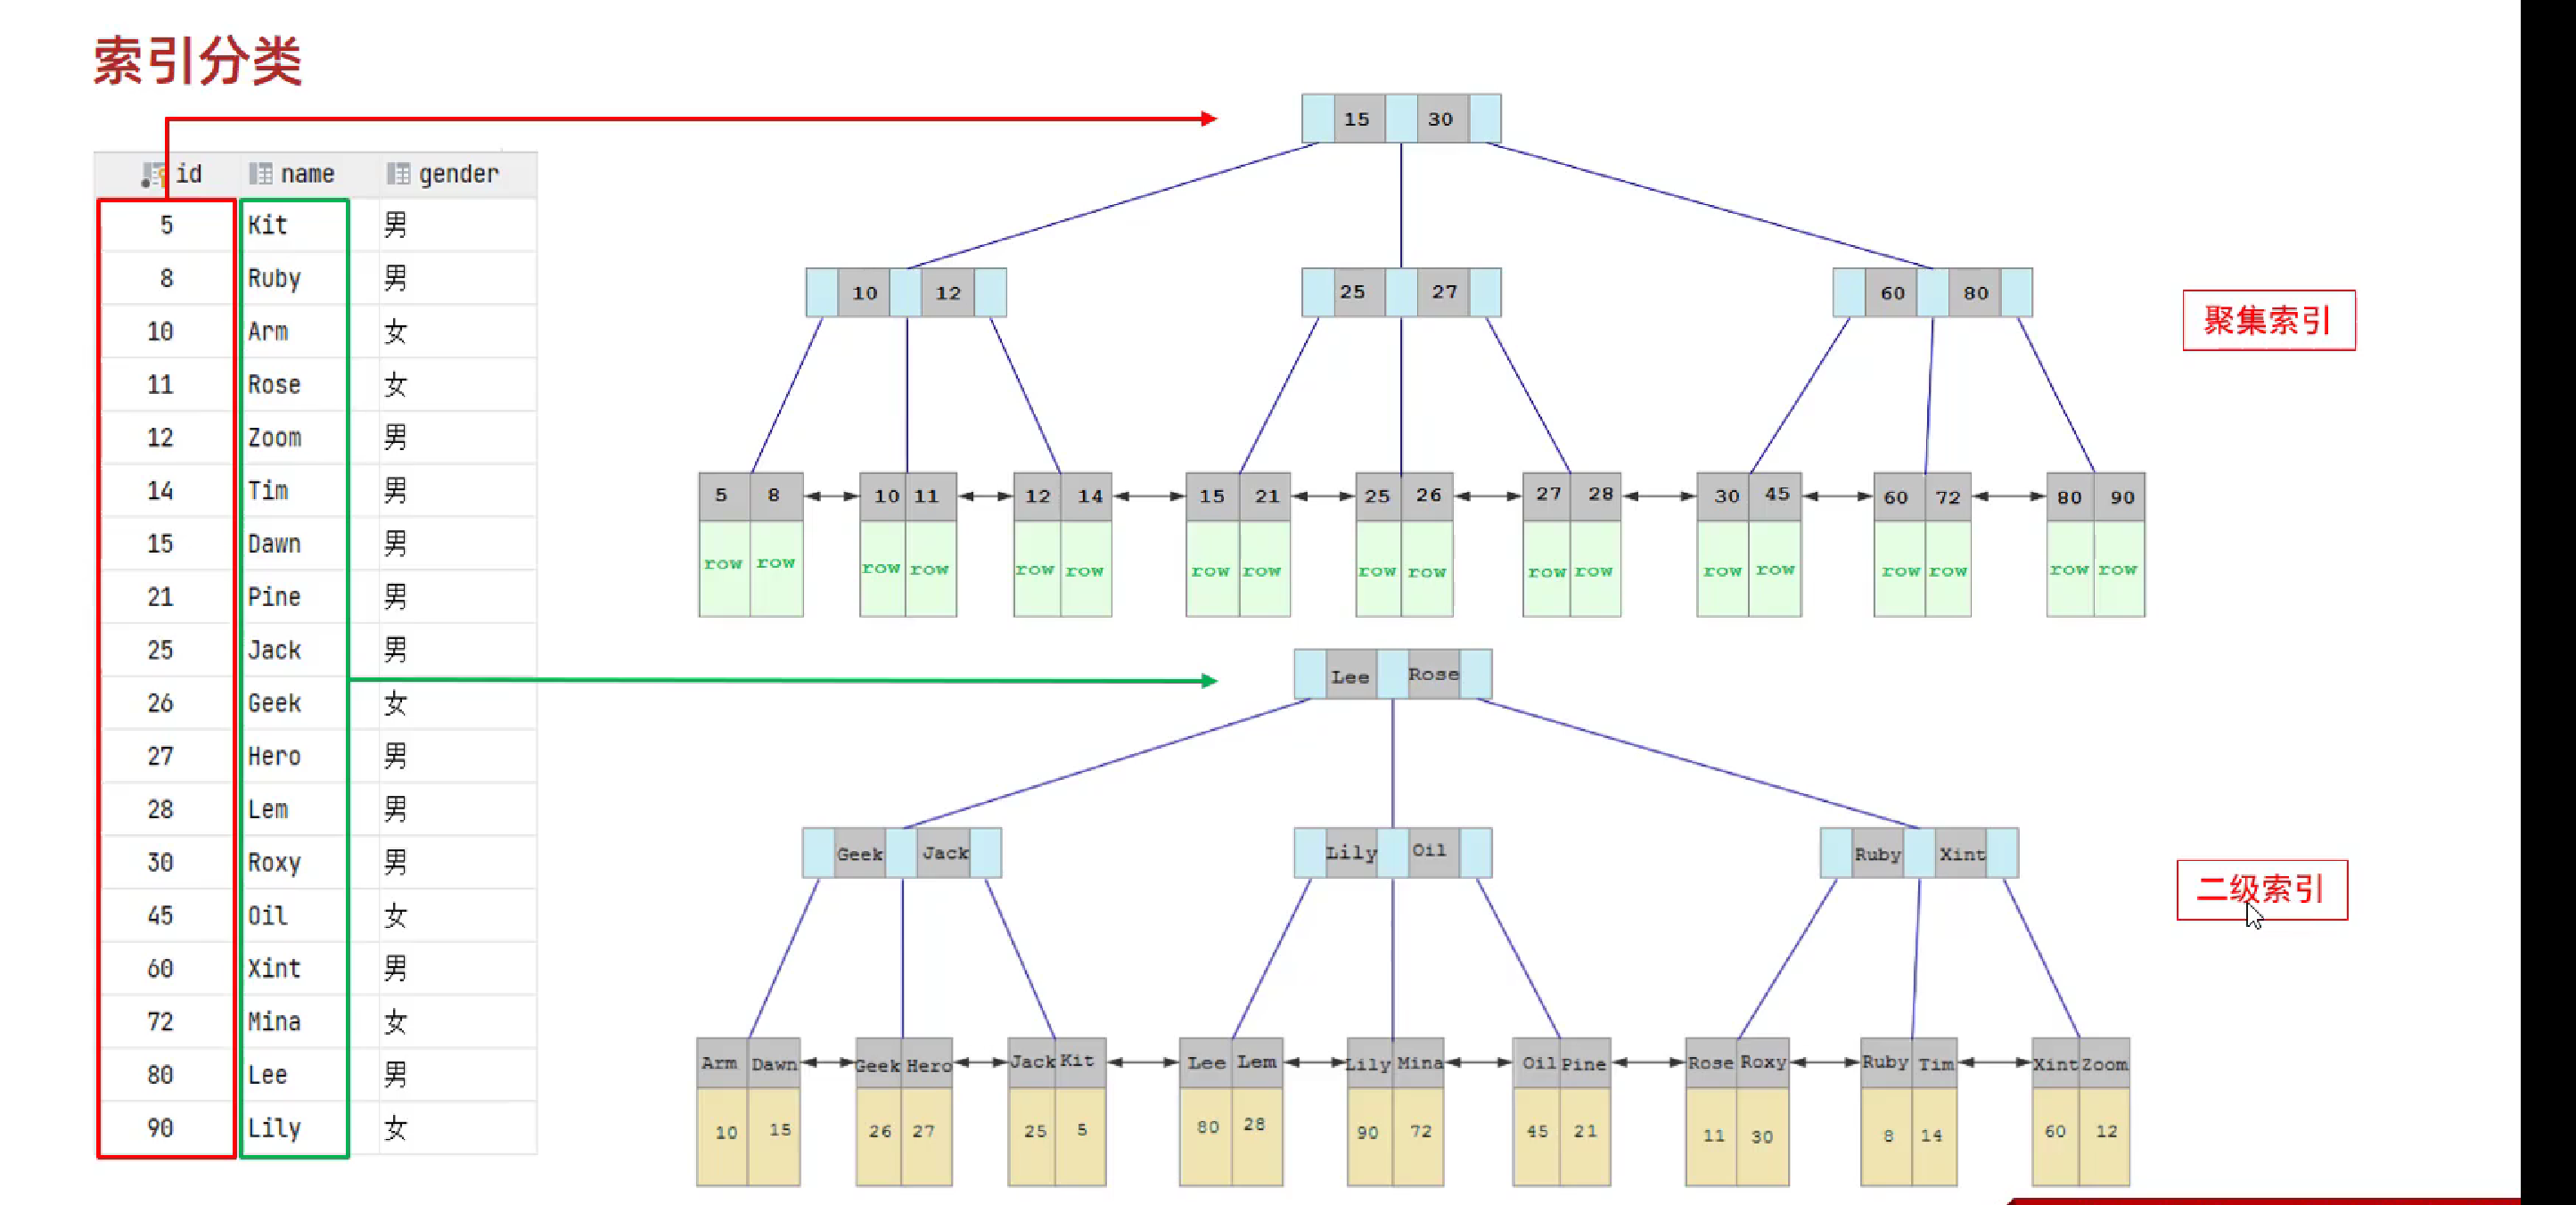 索引分类
id name gender
5 Kit 男
8 Ruby 男
10 Arm 女
11 Rose 女
12 Zoom 男
14 Tim 男
15 Dawn 男
21 Pine 男
25 Jack 男
26 Geek 女
27 Hero 男
28 Lem 男
30 Roxy 男
45 Oil 女
60 Xint 男
72 Mina 女
80 Lee 男
90 Lily 女
15 30
10 12 25 27 60 80
聚集索引
5 8 10 11 12 14 15 21 25 26 27 28 30 45 60 72 80 90
row row row row row row row row row row row row row row row row row row
Lee Rose
Geek Jack Lily Oil Ruby Xint
二级索引
Arm Dawn Geek Hero Jack Kit Lee Lem Lily Mina Oil Pine Rose Roxy Ruby Tim Xint Zoom
10 15 26 27 25 5 80 28 90 72 45 21 11 30 8 14 60 12